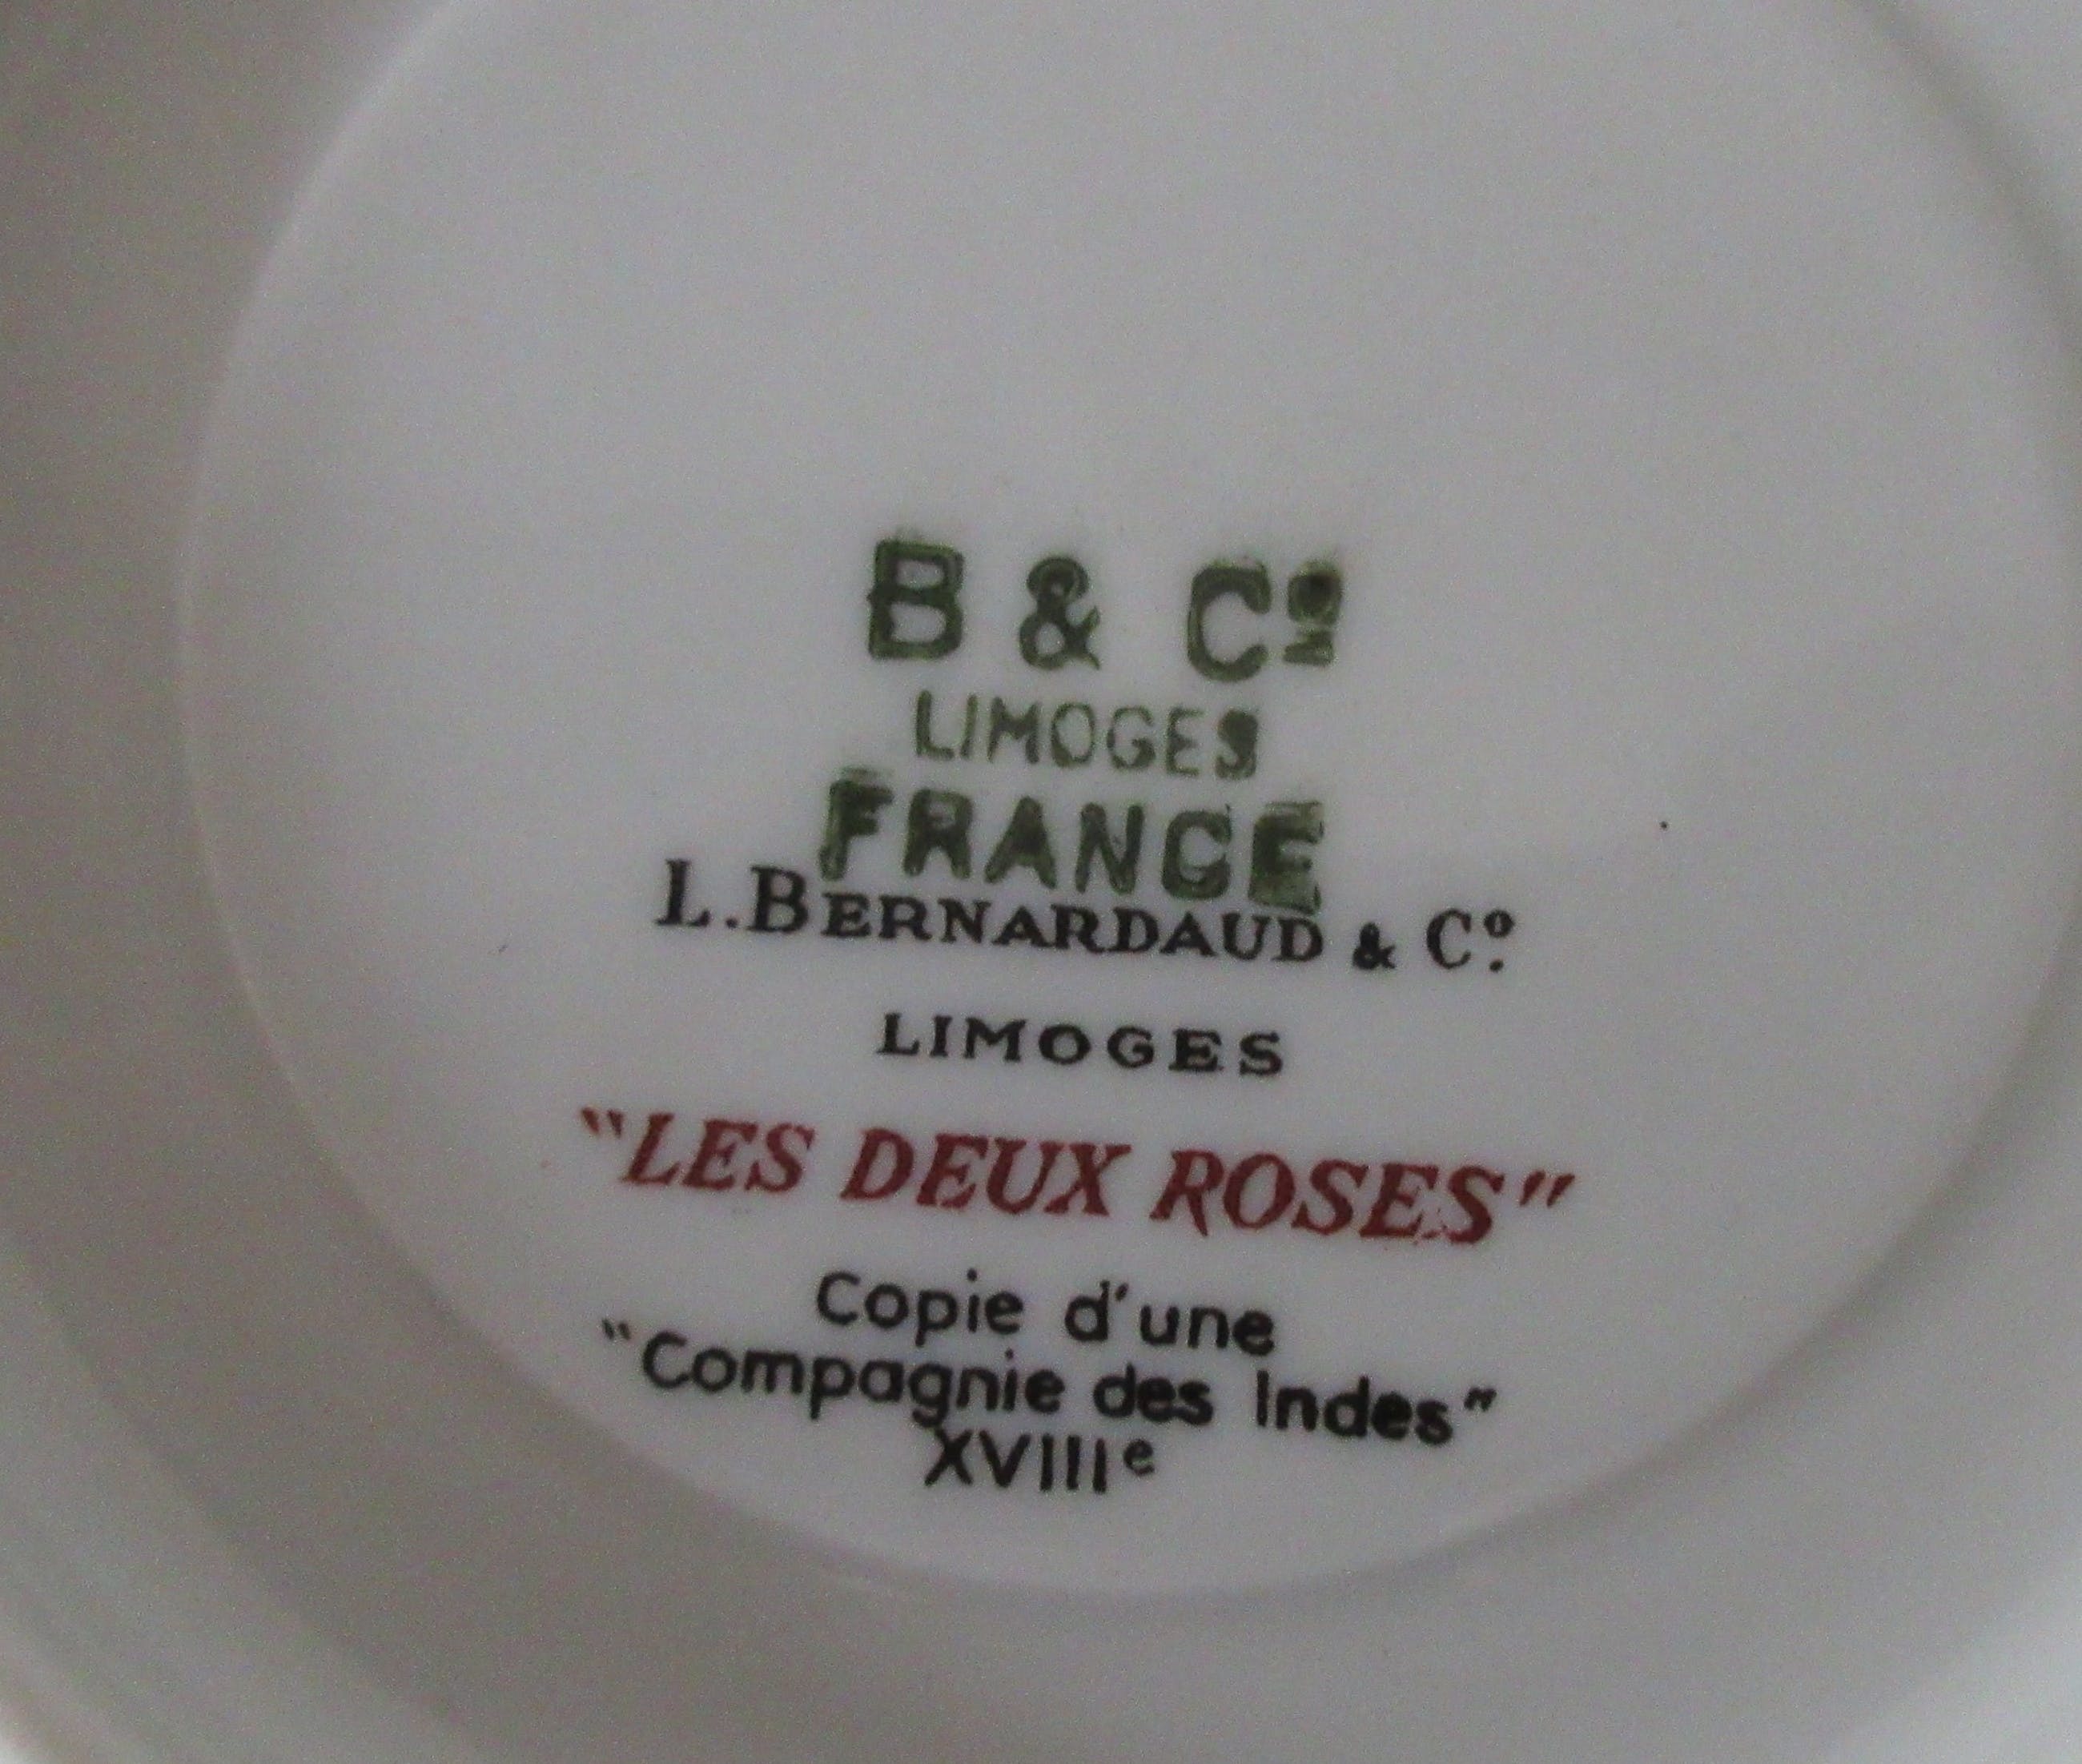 B & Cº
LIMOGES
FRANCE
L. BERNARDAUD & Cº.
LIMOGES
"LES DEUX ROSES"
Copie d'une
"Compagnie des Indes"
XVIIIe